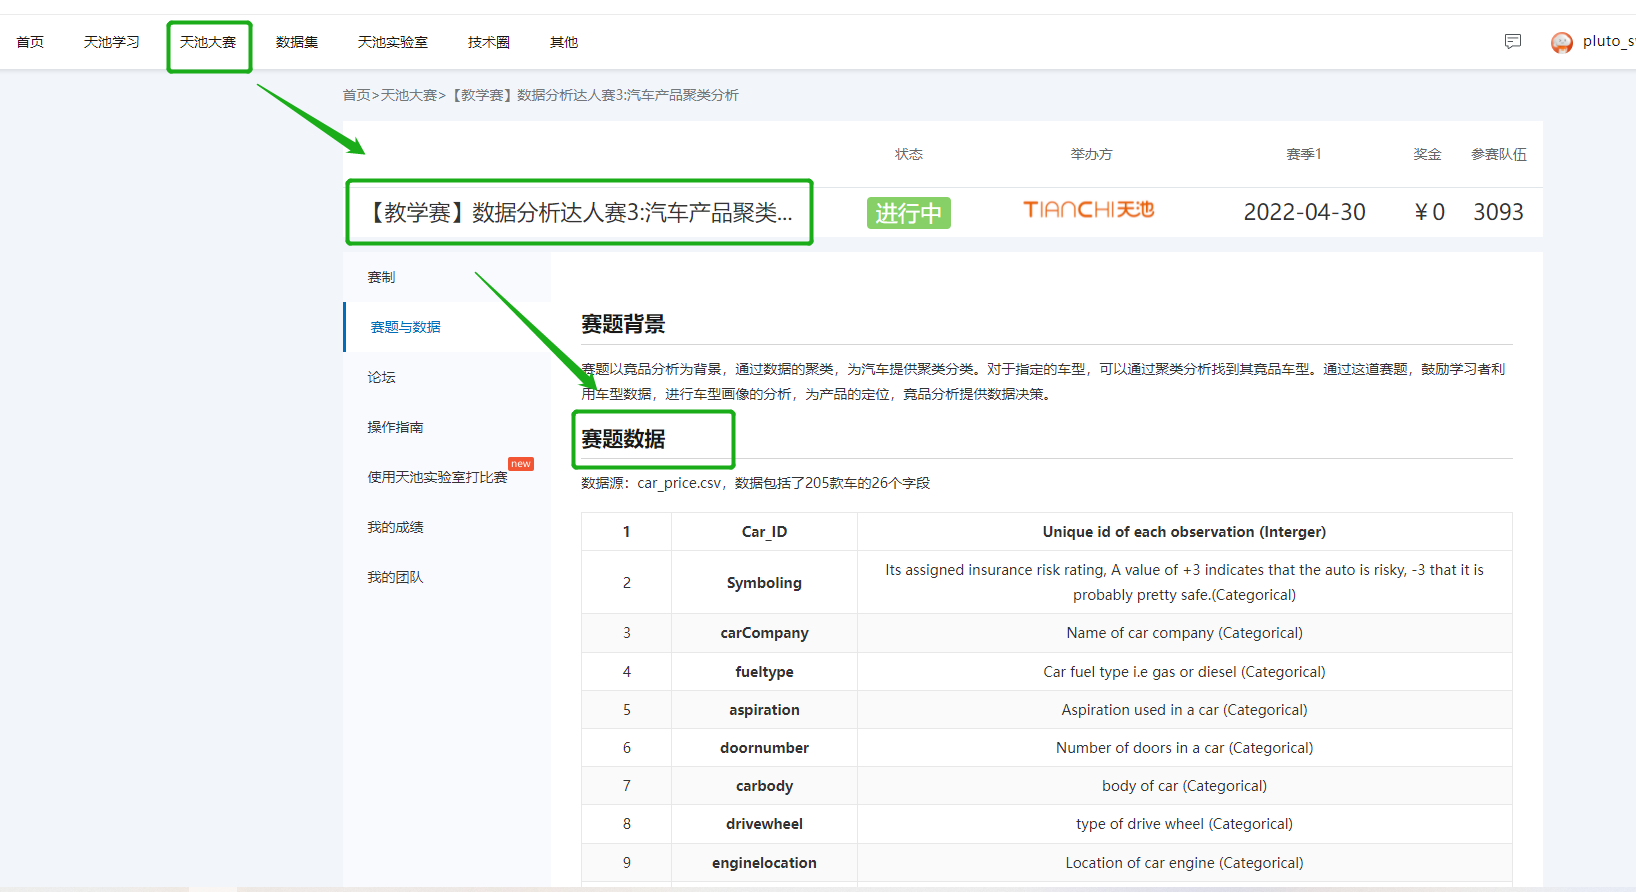 首页 天池学习 天池大赛 数据集 天池实验室 技术圈 其他 pluto_s
首页>天池大赛>【教学赛】数据分析达人赛3:汽车产品聚类分析
状态 举办方 赛季1 奖金 参赛队伍
【教学赛】数据分析达人赛3:汽车产品聚类... 进行中 TIANCHI天池 2022-04-30 ¥0 3093
赛制
赛题与数据
论坛
操作指南
使用天池实验室打比赛 new
我的成绩
我的团队
赛题背景
赛题以竞品分析为背景，通过数据的聚类，为汽车提供聚类分类。对于指定的车型，可以通过聚类分析找到其竞品车型。通过这道赛题，鼓励学习者利
用车型数据，进行车型画像的分析，为产品的定位，竞品分析提供数据决策。
赛题数据
数据源：car_price.csv，数据包括了205款车的26个字段
1 Car_ID Unique id of each observation (Interger)
2 Symboling Its assigned insurance risk rating, A value of +3 indicates that the auto is risky, -3 that it is
probably pretty safe.(Categorical)
3 carCompany Name of car company (Categorical)
4 fueltype Car fuel type i.e gas or diesel (Categorical)
5 aspiration Aspiration used in a car (Categorical)
6 doornumber Number of doors in a car (Categorical)
7 carbody body of car (Categorical)
8 drivewheel type of drive wheel (Categorical)
9 enginelocation Location of car engine (Categorical)